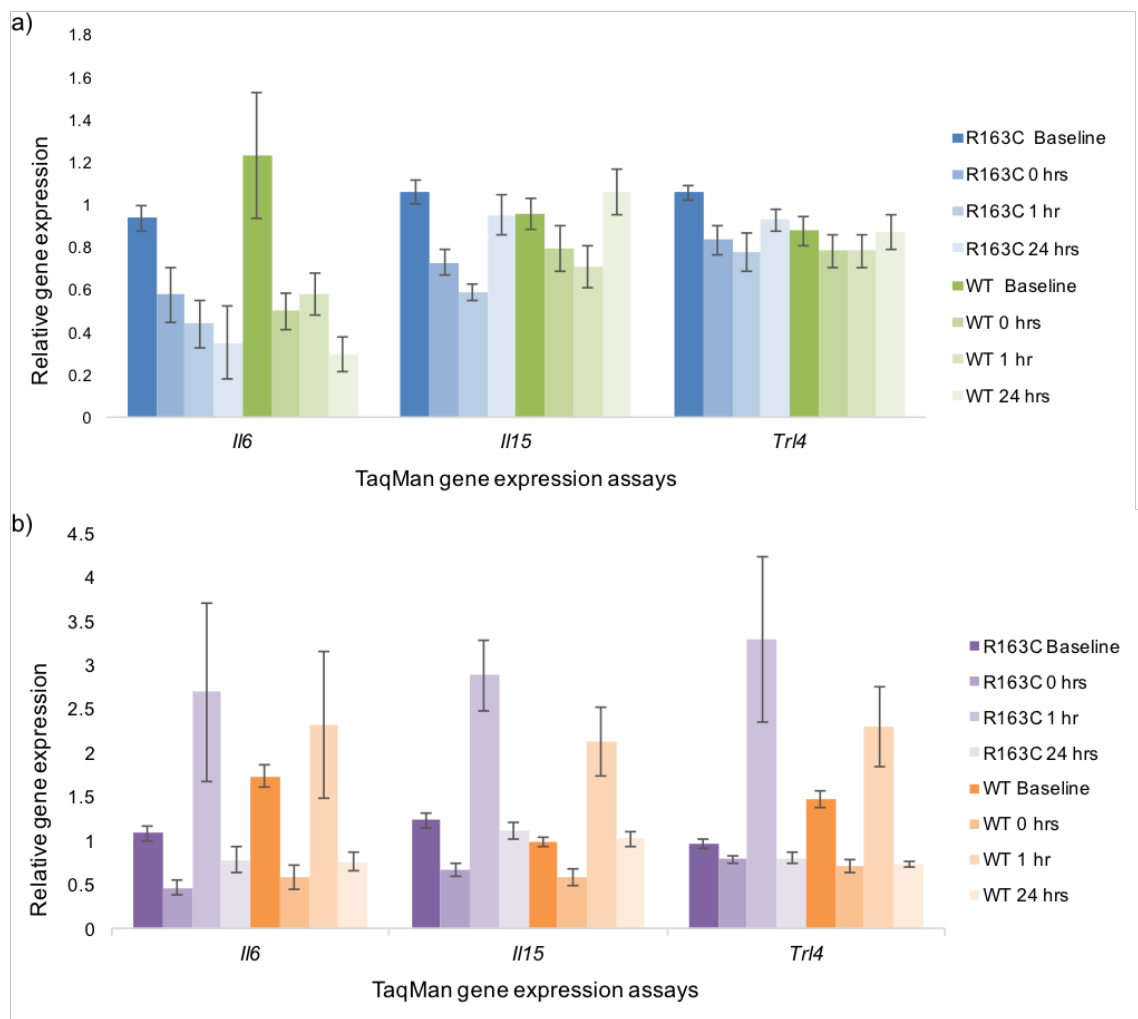 a)
1.8
1.6
1.4
1.2
1
0.8
0.6
0.4
0.2
0
Relative gene expression
Il6
Il15
Trl4
TaqMan gene expression assays
R163C Baseline
R163C 0 hrs
R163C 1 hr
R163C 24 hrs
WT Baseline
WT 0 hrs
WT 1 hr
WT 24 hrs
b)
4.5
4
3.5
3
2.5
2
1.5
1
0.5
0
Relative gene expression
Il6
Il15
Trl4
TaqMan gene expression assays
R163C Baseline
R163C 0 hrs
R163C 1 hr
R163C 24 hrs
WT Baseline
WT 0 hrs
WT 1 hr
WT 24 hrs